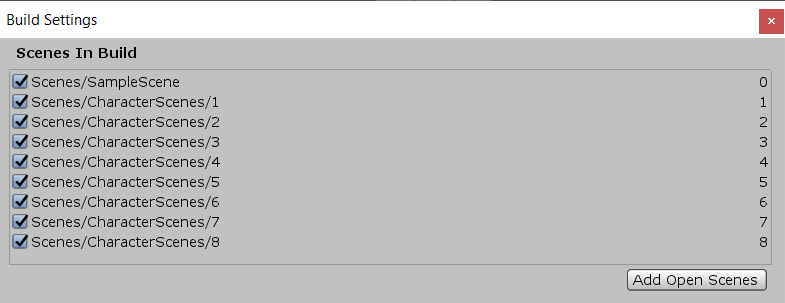 Build Settings
×
Scenes In Build
Scenes/SampleScene 0
Scenes/CharacterScenes/1 1
Scenes/CharacterScenes/2 2
Scenes/CharacterScenes/3 3
Scenes/CharacterScenes/4 4
Scenes/CharacterScenes/5 5
Scenes/CharacterScenes/6 6
Scenes/CharacterScenes/7 7
Scenes/CharacterScenes/8 8
Add Open Scenes